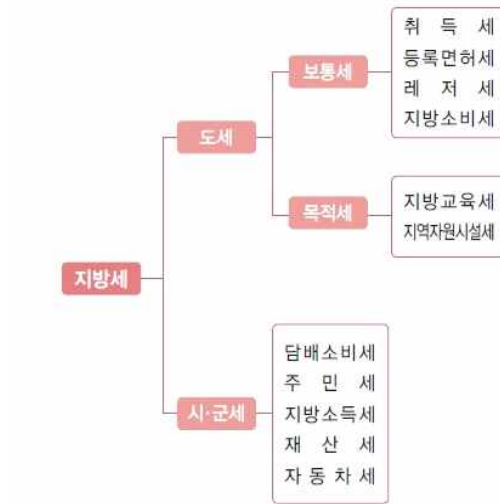 지방세
도세
보통세
취 득 세
등록면허세
레 저 세
지방소비세
목적세
지방교육세
지역자원시설세
시·군세
담배소비세
주 민 세
지방소득세
재 산 세
자 동 차 세